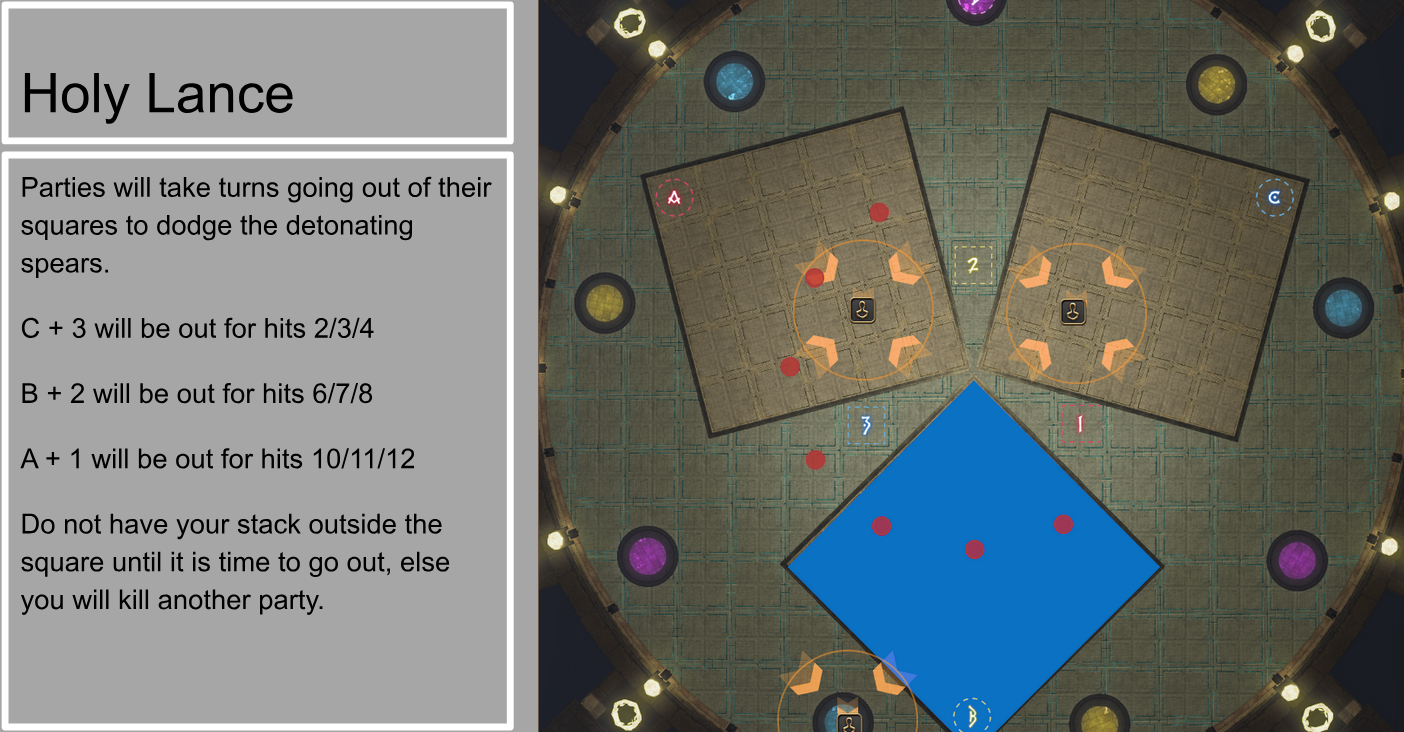 Holy Lance
Parties will take turns going out of their
squares to dodge the detonating
spears.
C + 3 will be out for hits 2/3/4
B + 2 will be out for hits 6/7/8
A + 1 will be out for hits 10/11/12
Do not have your stack outside the
square until it is time to go out, else
you will kill another party.
A
C
2
3
1
B